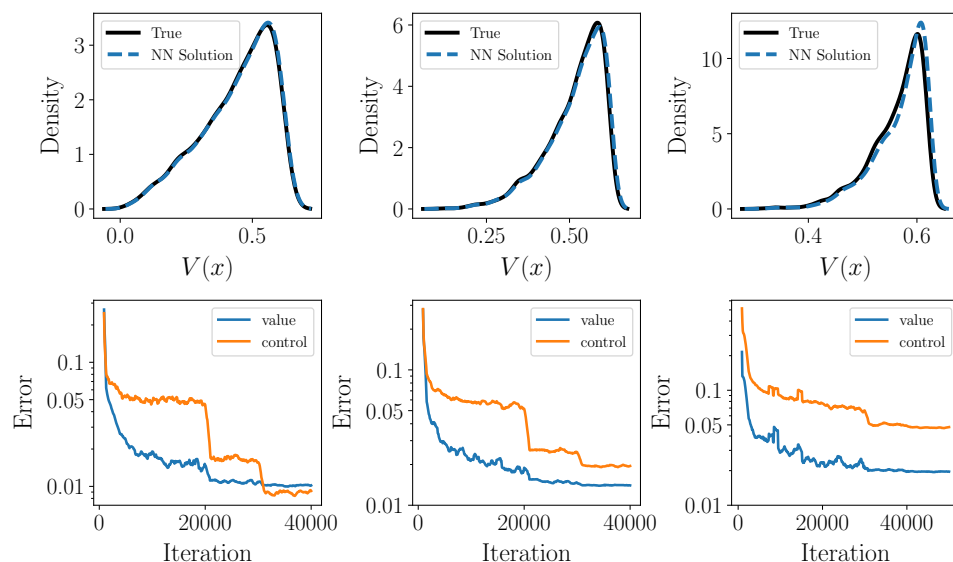 True
NN Solution
Density
0
1
2
3
0.0
0.5
V(x)
True
NN Solution
Density
0
2
4
6
0.25
0.50
V(x)
True
NN Solution
Density
0
5
10
0.4
0.6
V(x)
value
control
Error
0.1
0.05
0.01
0
20000
40000
Iteration
value
control
Error
0.1
0.05
0.01
0
20000
40000
Iteration
value
control
Error
0.1
0.05
0.01
0
20000
40000
Iteration